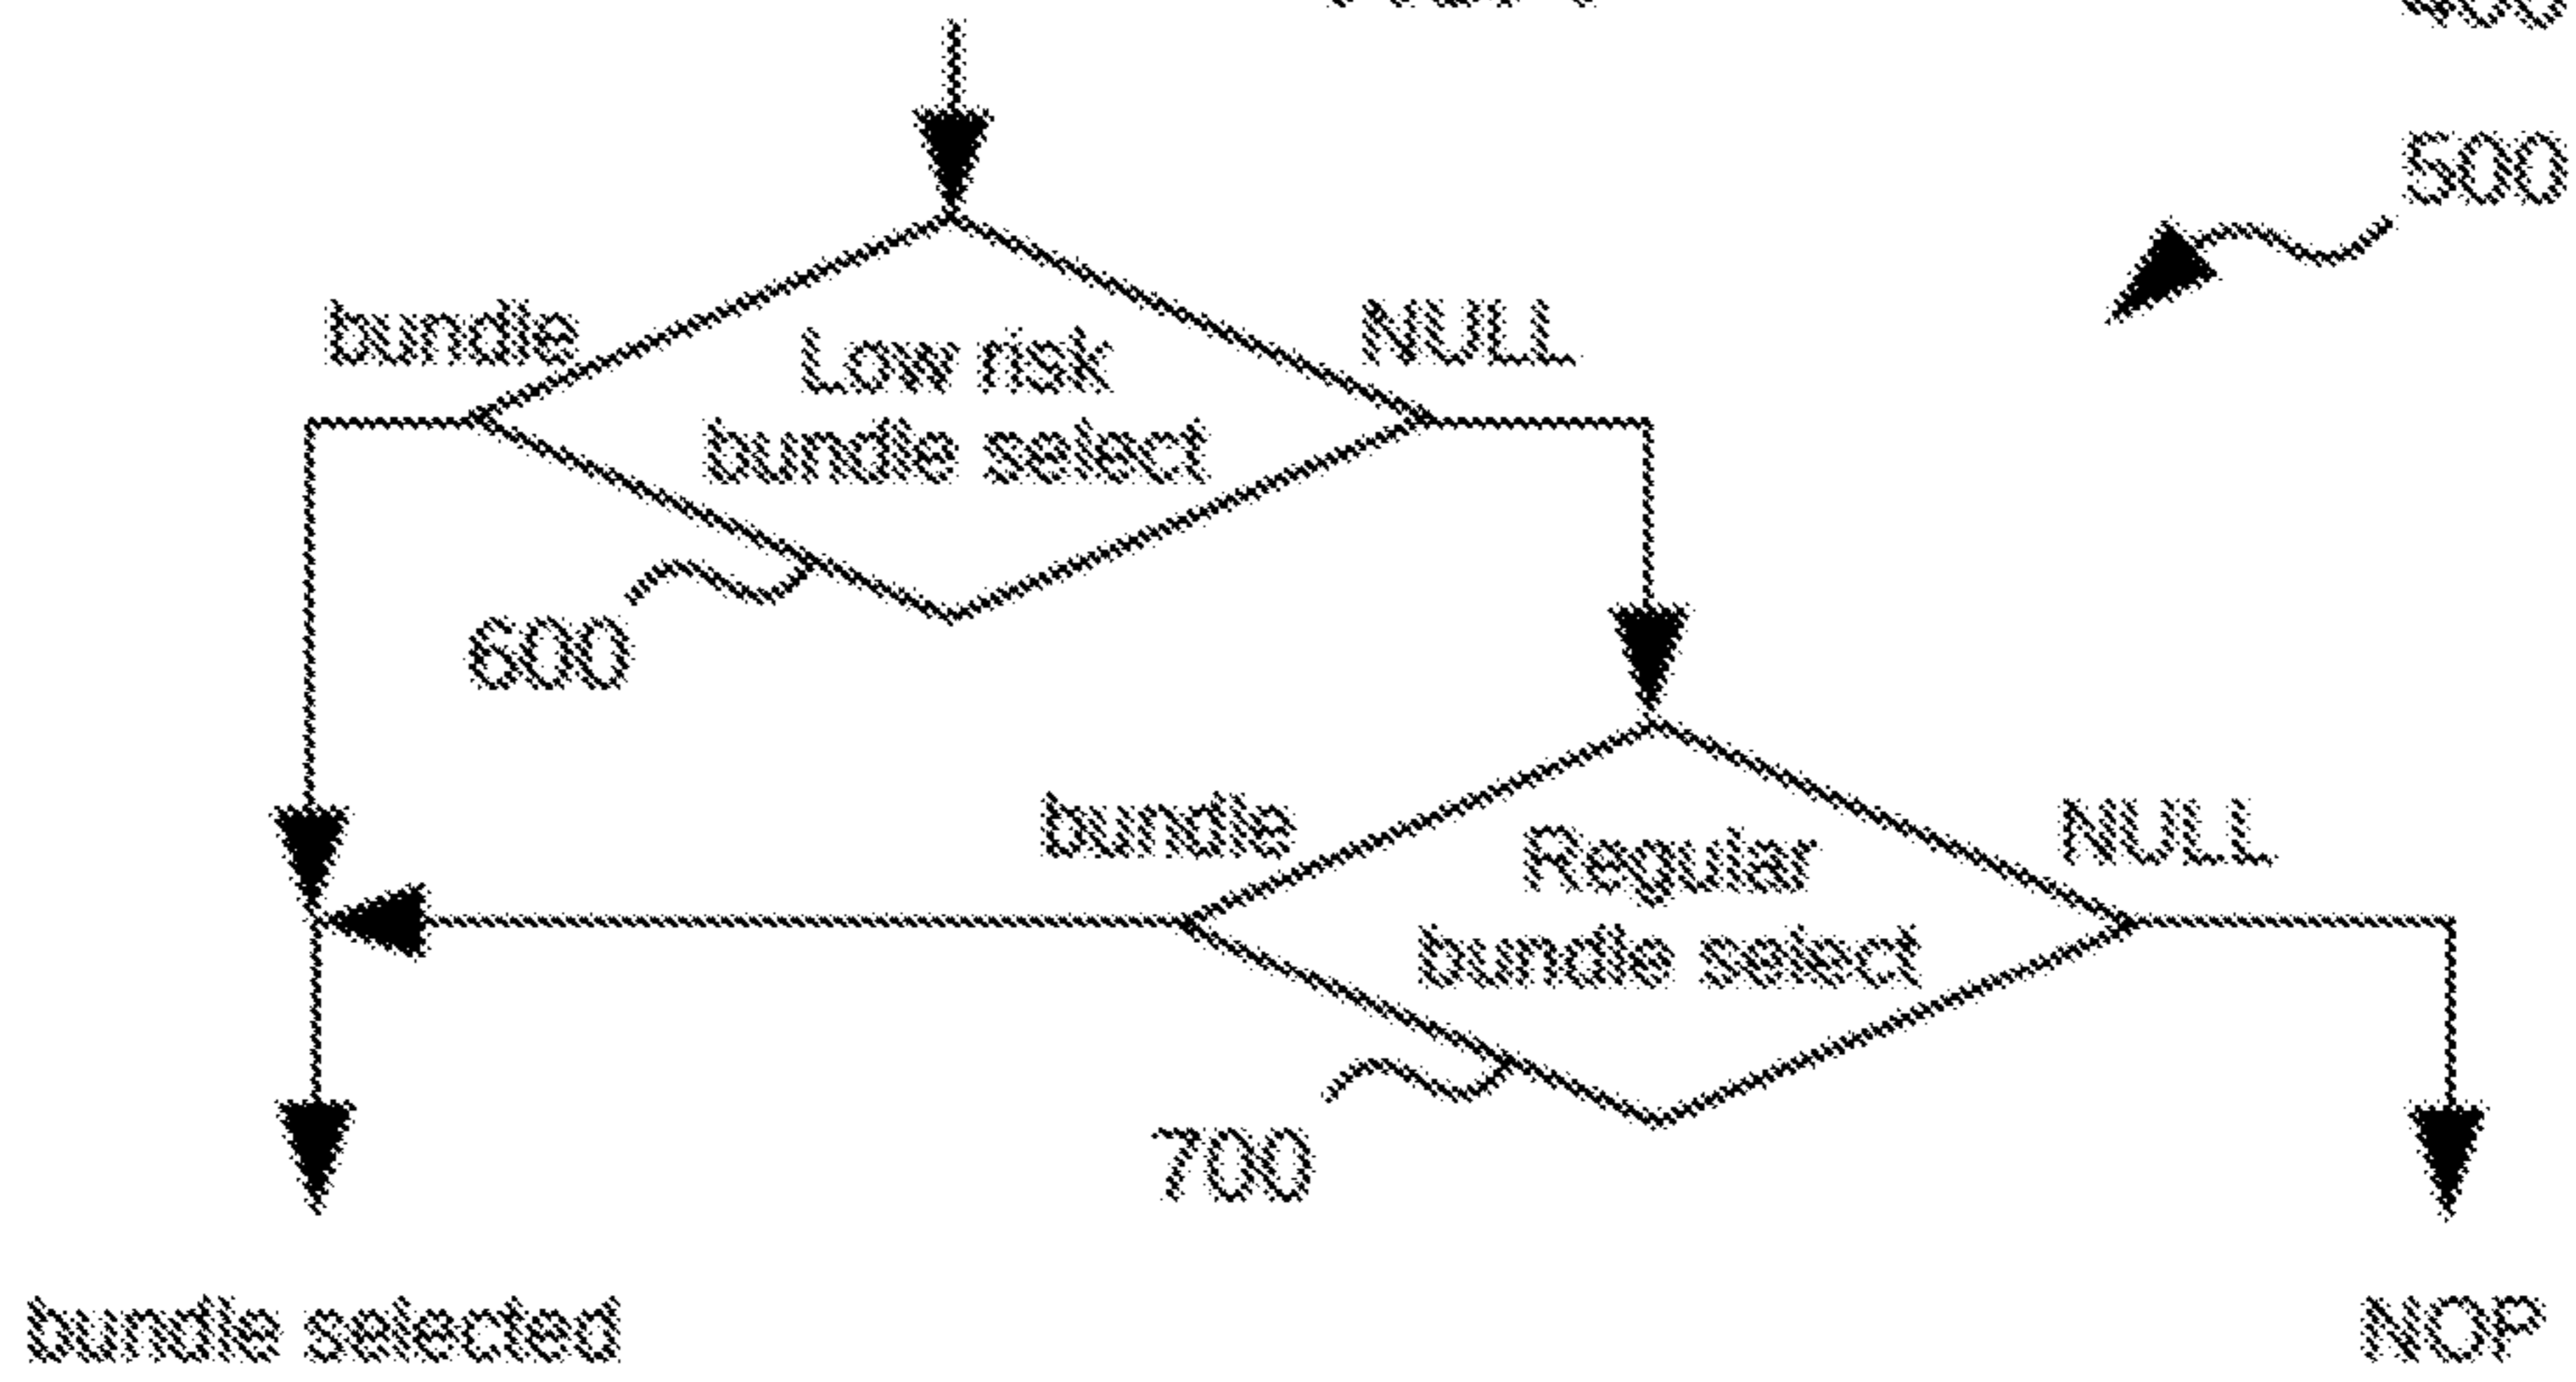 500
bundle
NULL
Low risk
bundle select
600
bundle
NULL
Regular
bundle select
700
bundle selected
NOP